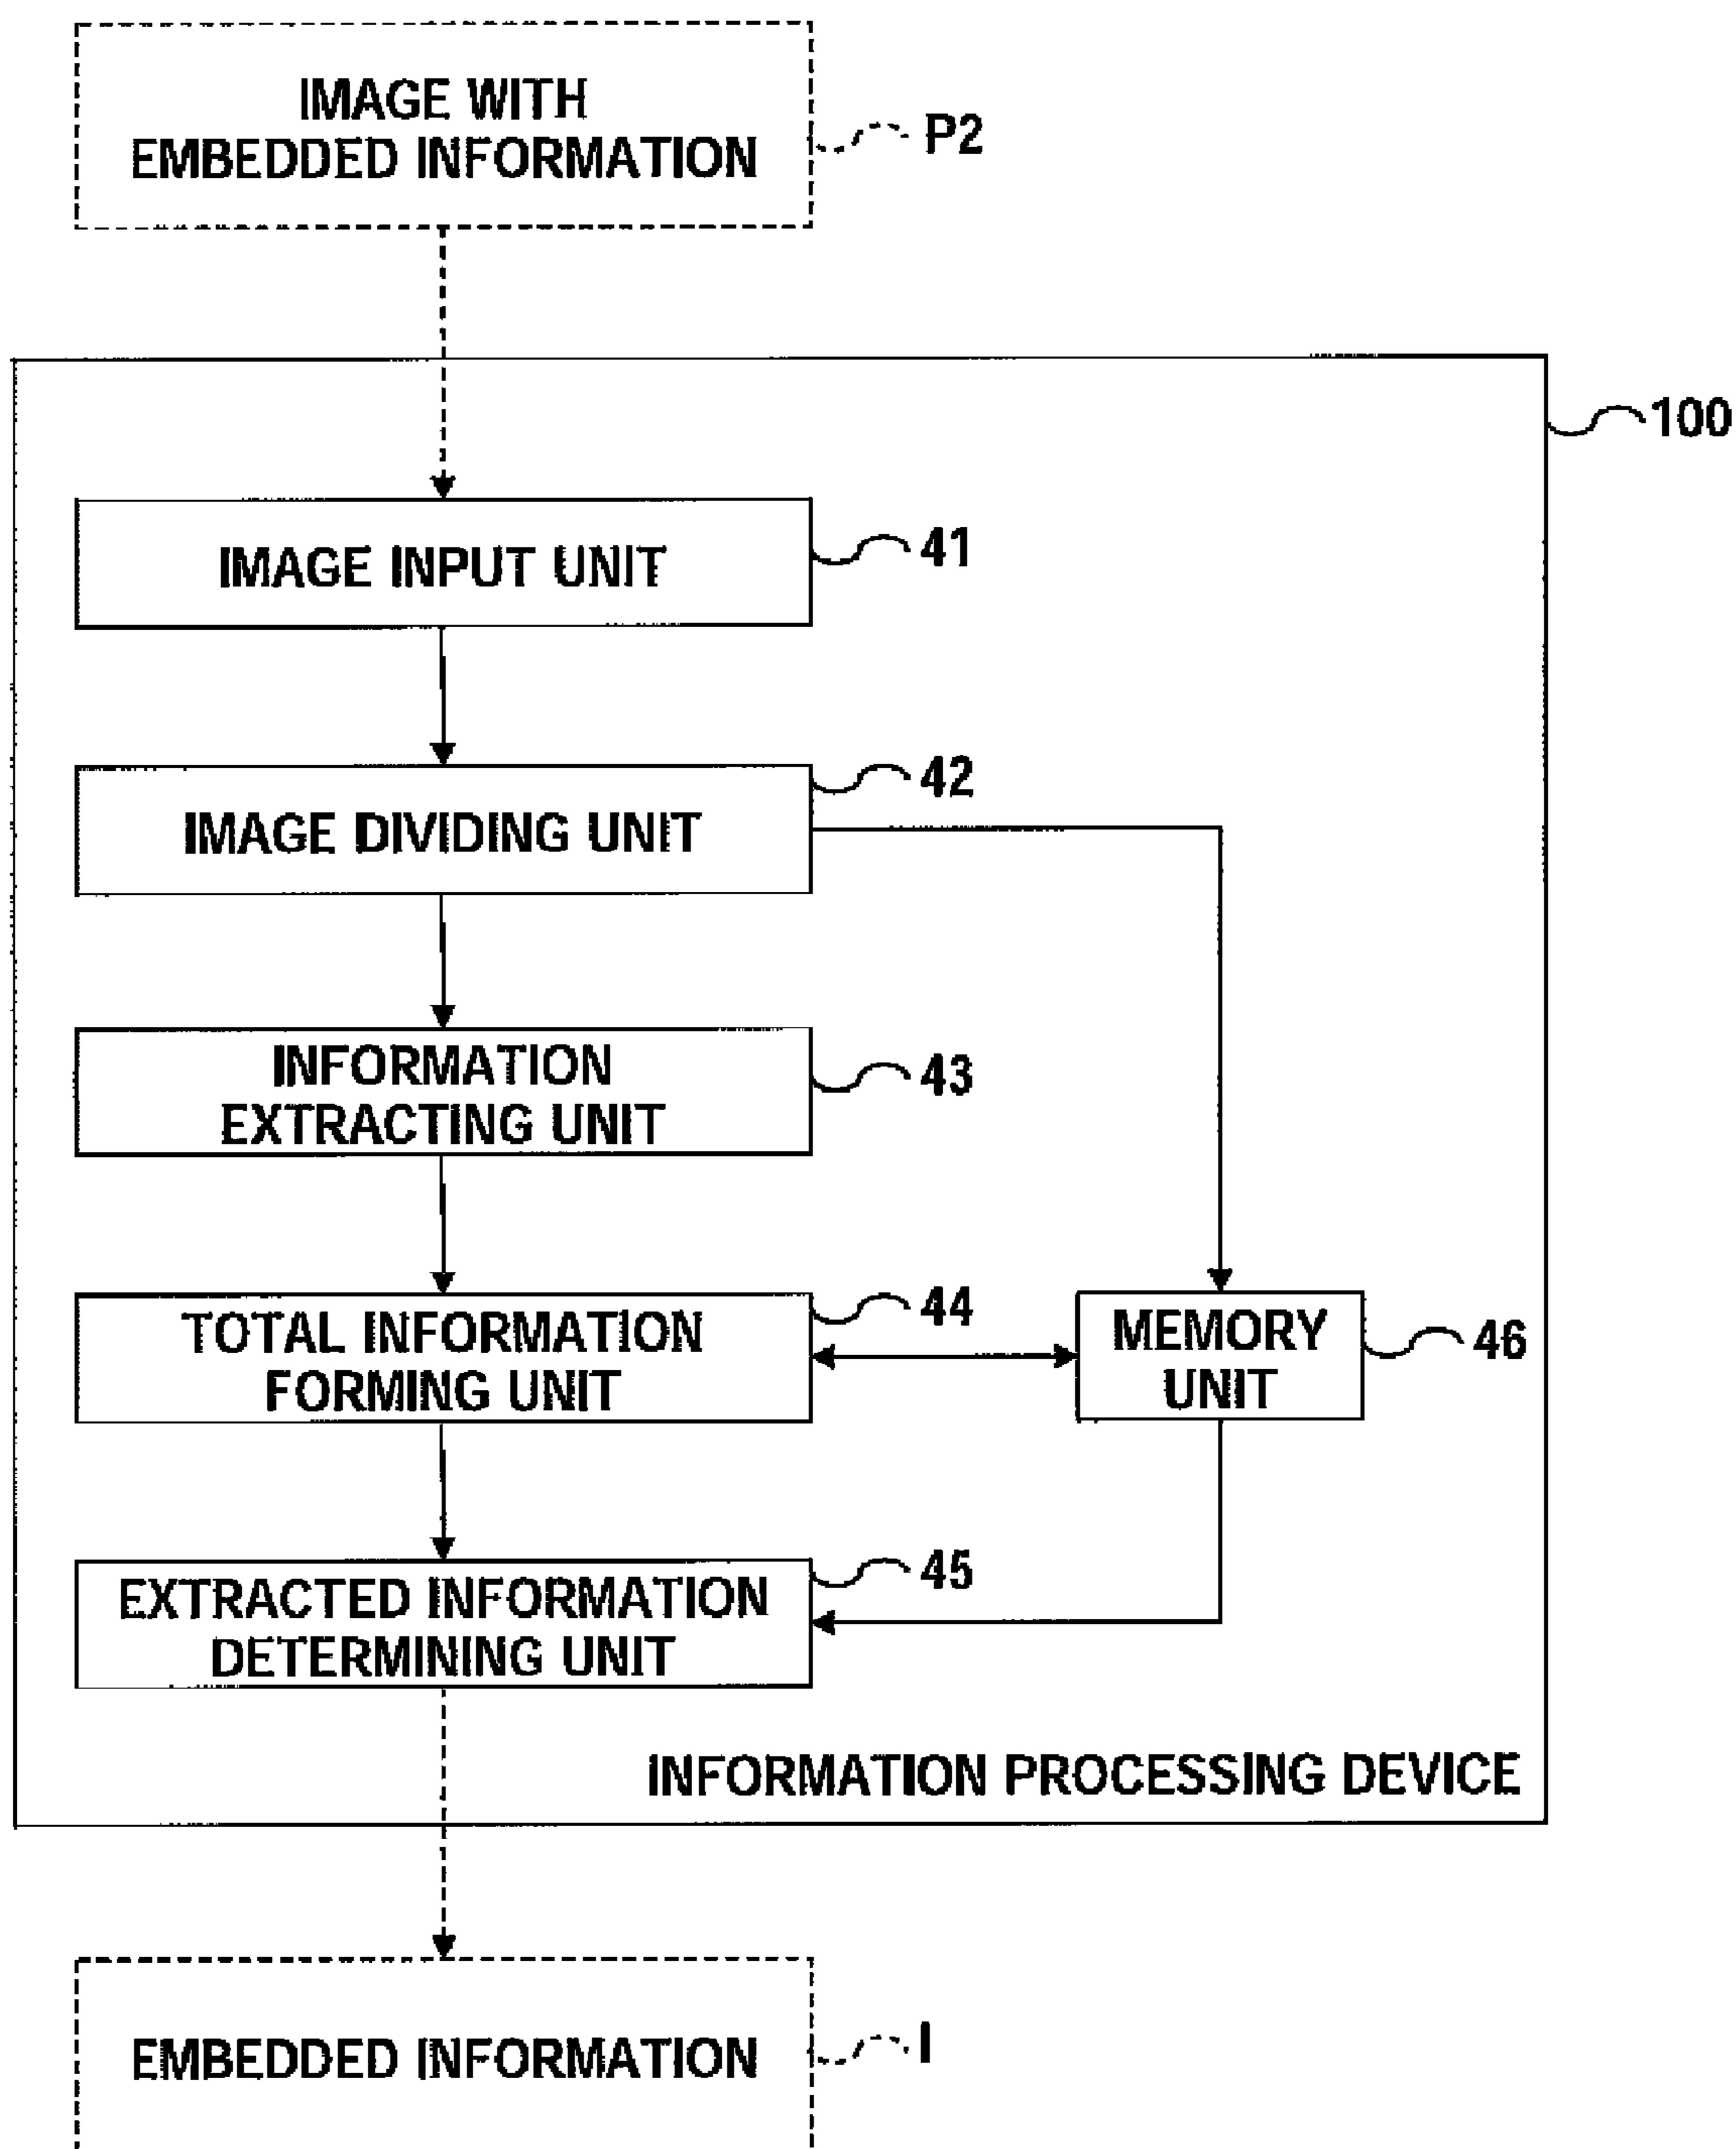 IMAGE WITH
EMBEDDED INFORMATION
P2
100
IMAGE INPUT UNIT
41
IMAGE DIVIDING UNIT
42
INFORMATION
EXTRACTING UNIT
43
TOTAL INFORMATION
FORMING UNIT
44
MEMORY
UNIT
46
EXTRACTED INFORMATION
DETERMINING UNIT
45
INFORMATION PROCESSING DEVICE
EMBEDDED INFORMATION
I